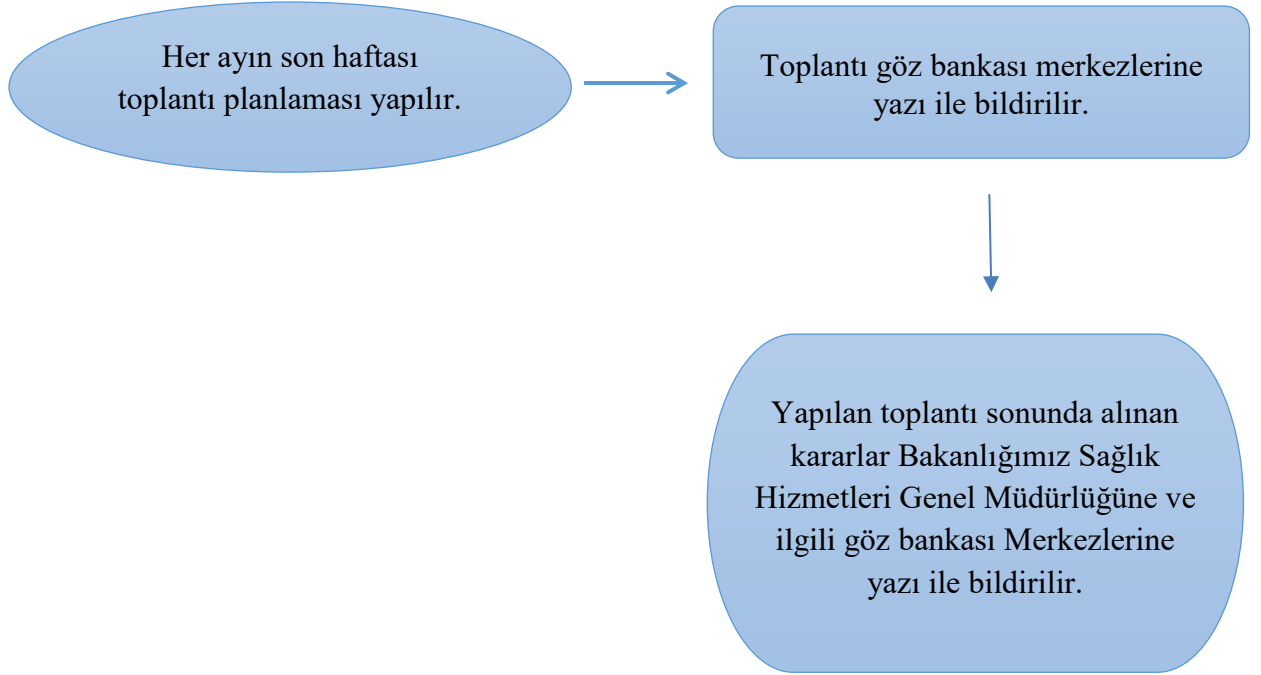 Her ayın son haftası
toplantı planlaması yapılır.
Toplantı göz bankası merkezlerine
yazı ile bildirilir.
Yapılan toplantı sonunda alınan
kararlar Bakanlığımız Sağlık
Hizmetleri Genel Müdürlüğüne ve
ilgili göz bankası Merkezlerine
yazı ile bildirilir.